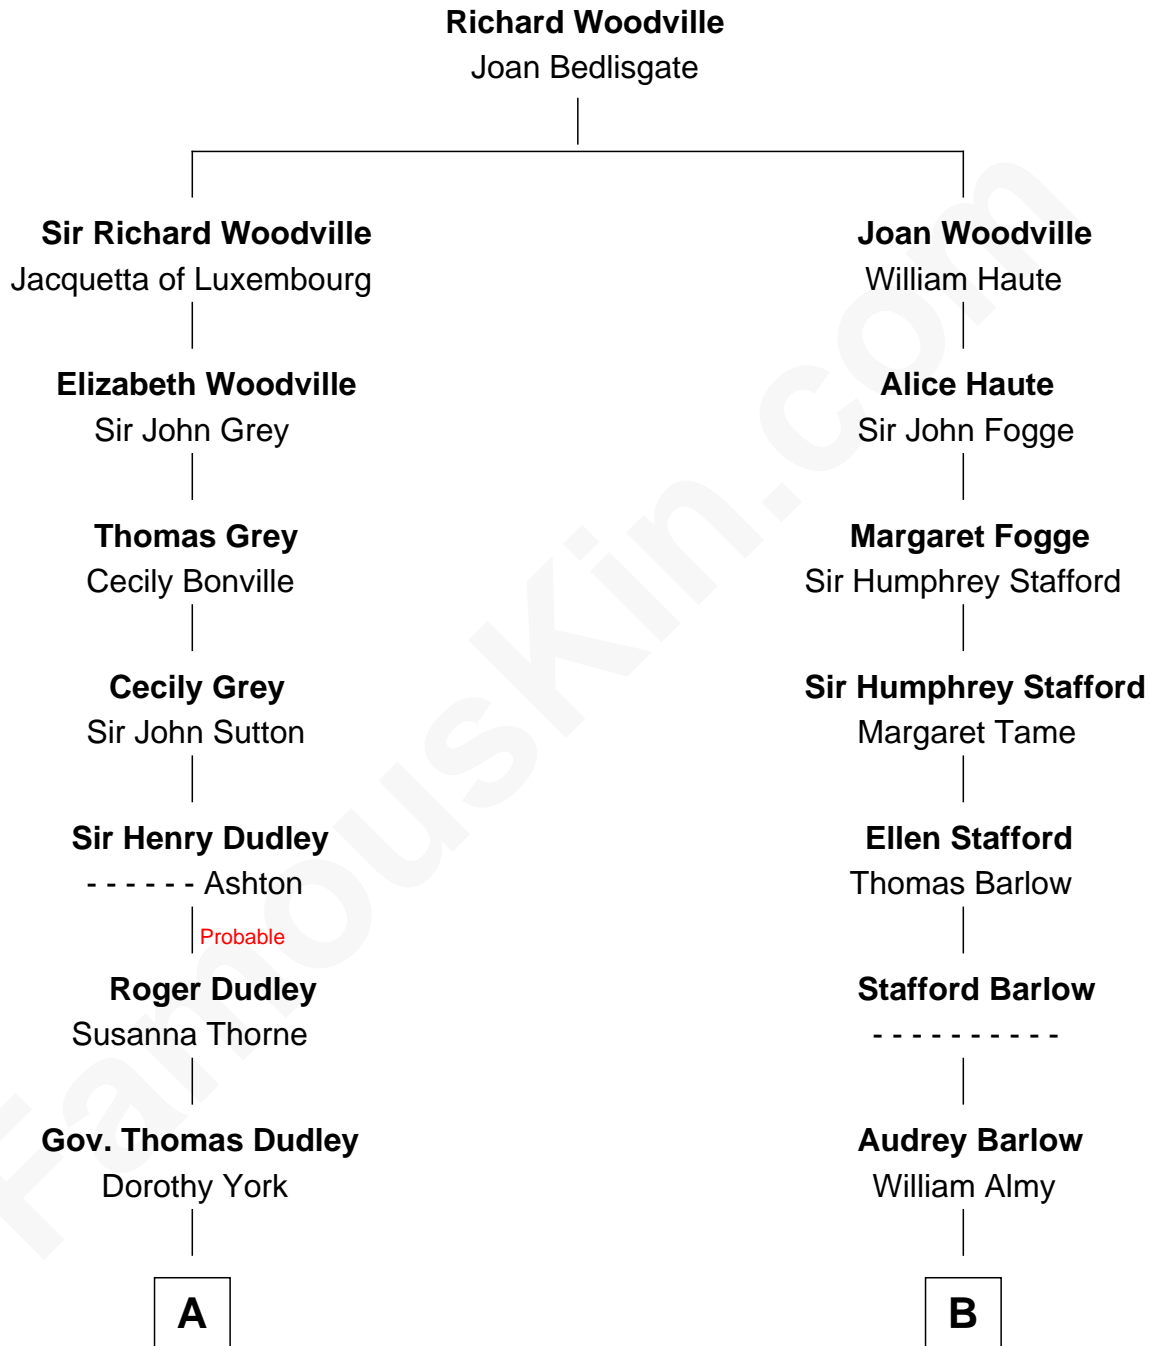 Richard Woodville
Joan Bedlisgate
Sir Richard Woodville
Jacquetta of Luxembourg
Elizabeth Woodville
Sir John Grey
Thomas Grey
Cecily Bonville
Cecily Grey
Sir John Sutton
Sir Henry Dudley
- - - - - - Ashton
Probable
Roger Dudley
Susanna Thorne
Gov. Thomas Dudley
Dorothy York
A
Joan Woodville
William Haute
Alice Haute
Sir John Fogge
Margaret Fogge
Sir Humphrey Stafford
Sir Humphrey Stafford
Margaret Tame
Ellen Stafford
Thomas Barlow
Stafford Barlow
- - - - - - - - - -
Audrey Barlow
William Almy
B
FamousKin.com